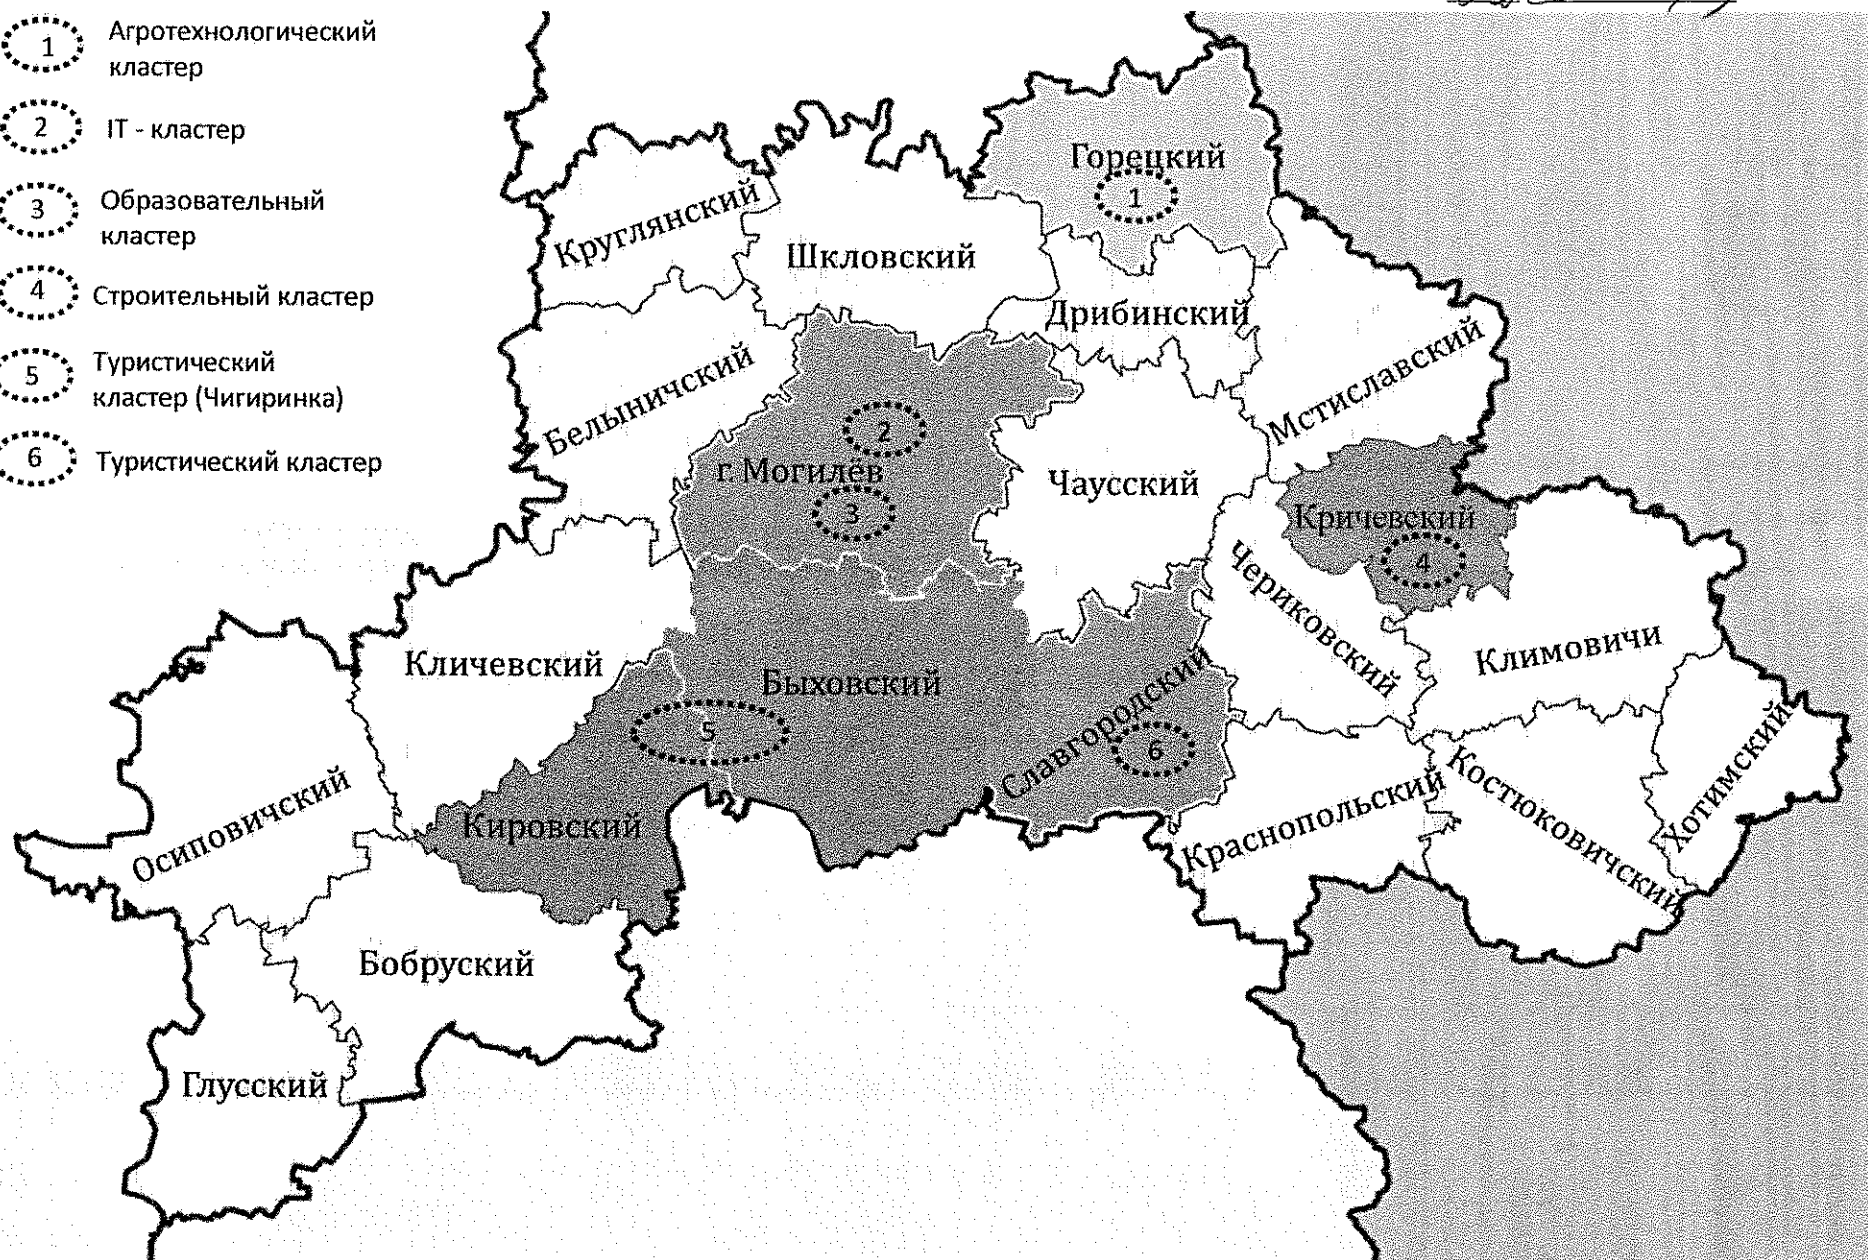 1
Агротехнологический
кластер
2
IT - кластер
3
Образовательный
кластер
4
Строительный кластер
5
Туристический
кластер (Чигиринка)
6
Туристический кластер
Горецкий
1
Круглянский
Шкловский
Дрибинский
Мстиславский
Белыничский
2
г. Могилёв
3
Чаусский
Кричевский
4
Чериковский
Климовичи
Кличевский
Быховский
5
Славгородский
6
Хотимский
Костюковичский
Краснопольский
Осиповичский
Кировский
Бобруский
Глусский